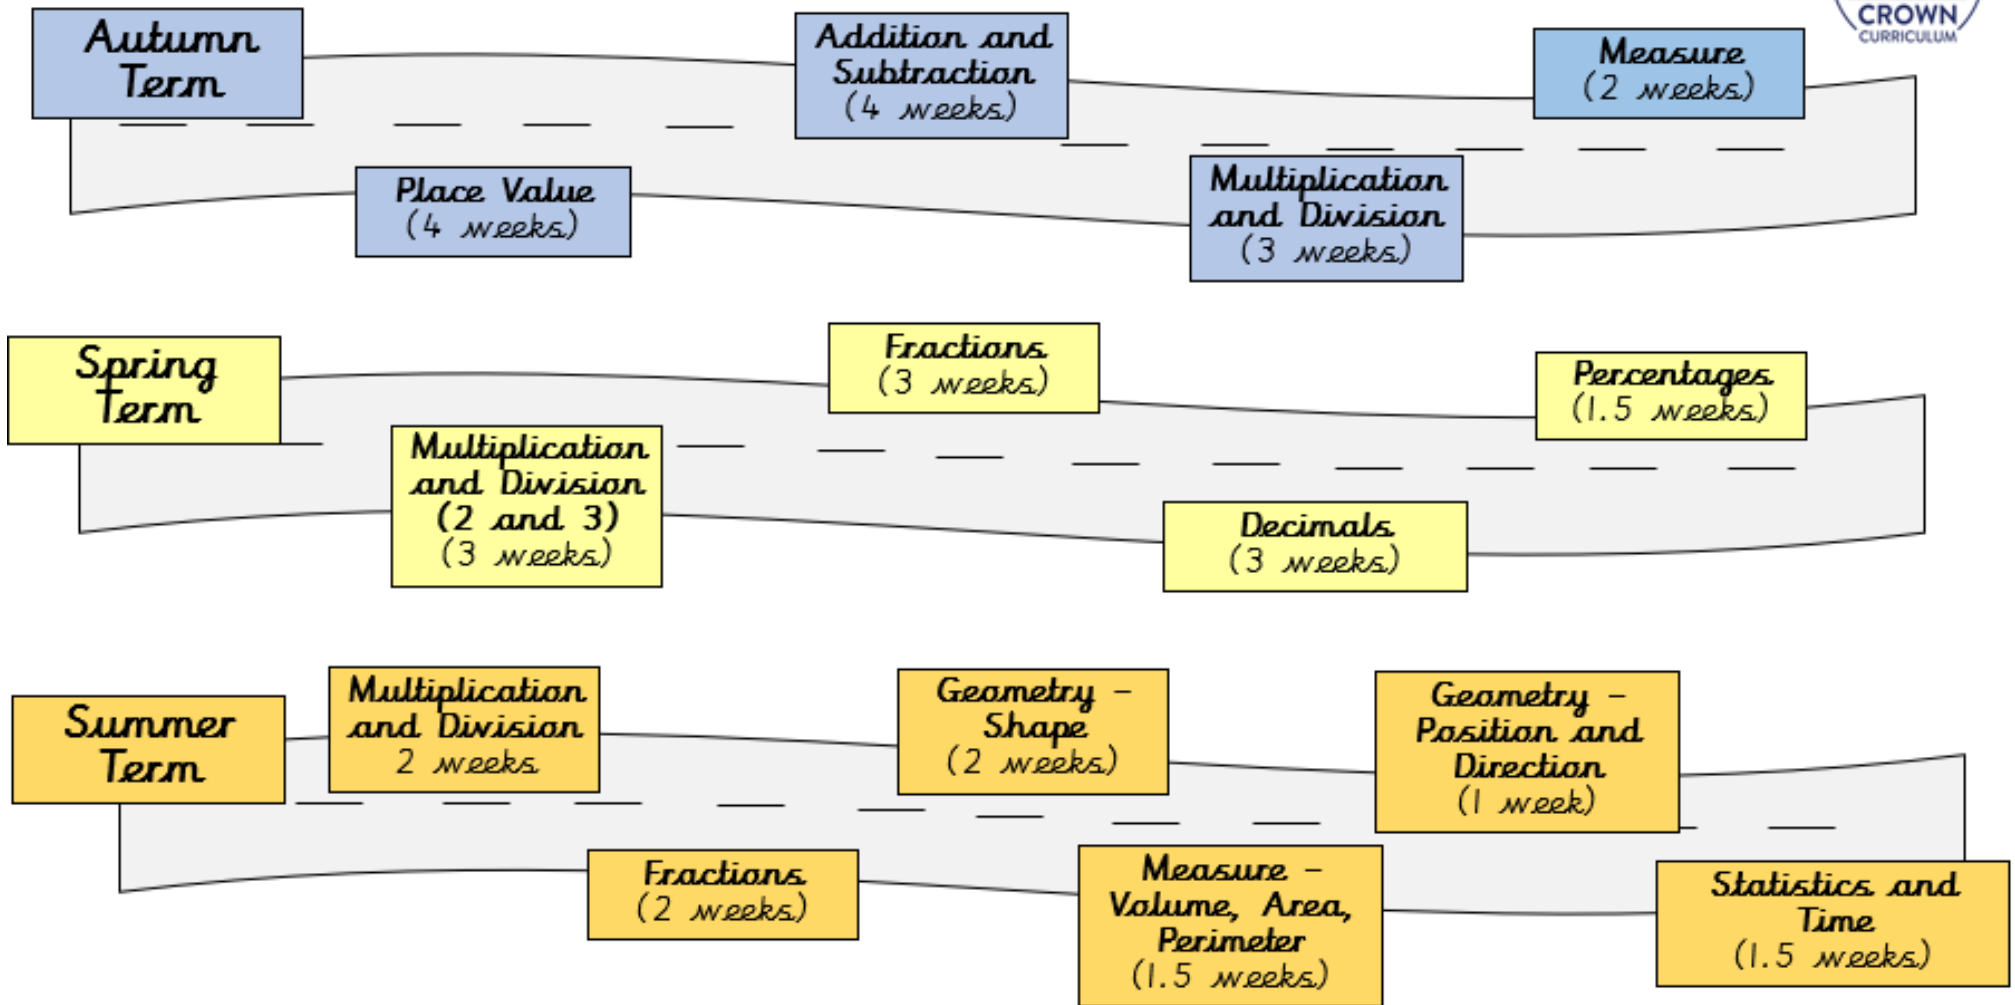 CROWN
CURRICULUM
Autumn
Term
Place Value
(4 weeks)
Addition and
Subtraction
(4 weeks)
Multiplication
and Division
(3 weeks)
Measure
(2 weeks)
Spring
Term
Multiplication
and Division
(2 and 3)
(3 weeks)
Fractions
(3 weeks)
Decimals
(3 weeks)
Percentages
(1.5 weeks)
Summer
Term
Multiplication
and Division
2 weeks
Fractions
(2 weeks)
Geometry –
Shape
(2 weeks)
Measure –
Volume, Area,
Perimeter
(1.5 weeks)
Geometry –
Position and
Direction
(1 week)
Statistics and
Time
(1.5 weeks)